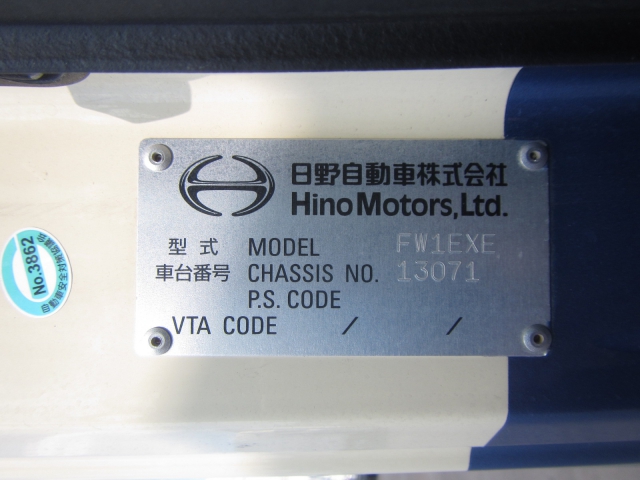 日野自動車株式会社
Hino Motors, Ltd.
型式 MODEL FW1EXE
車台番号 CHASSIS NO. 13071
P.S. CODE
VTA CODE / /
No.3862